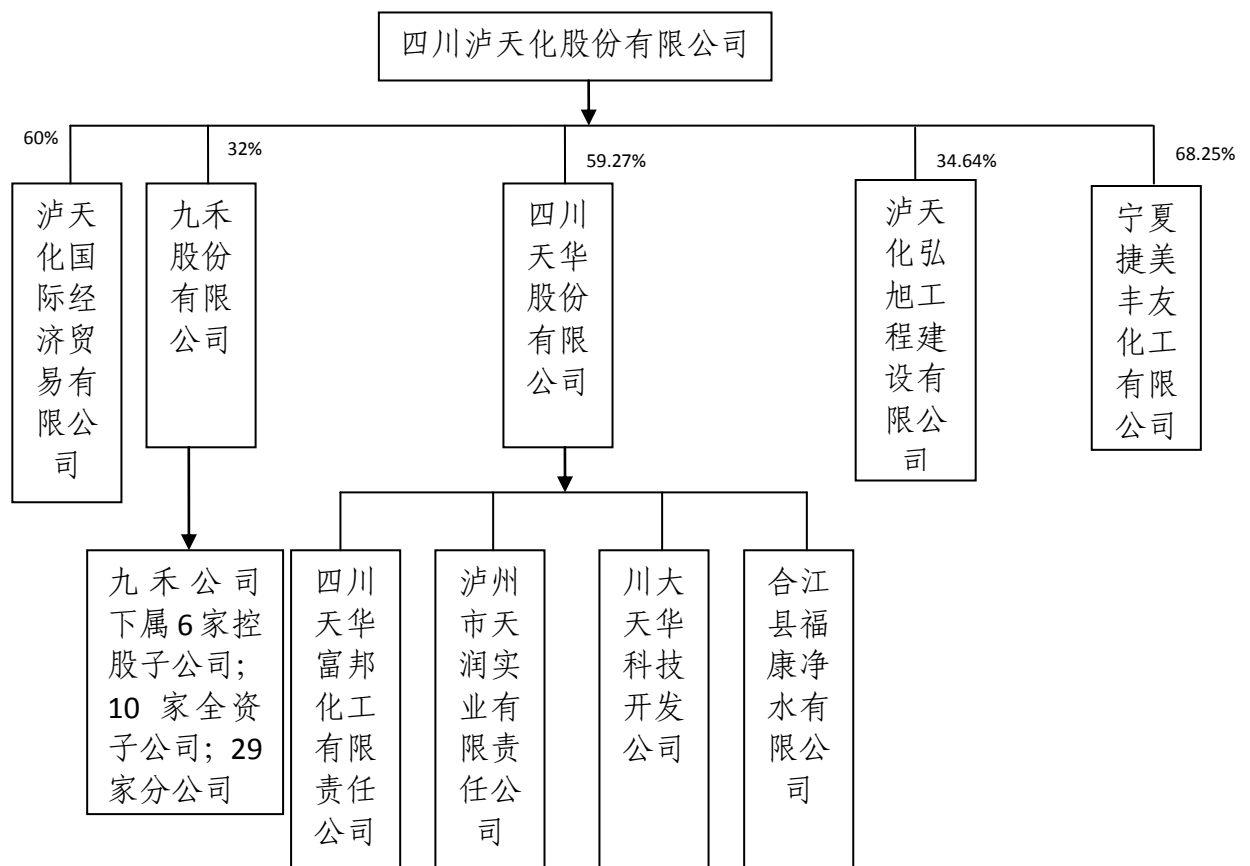 四川泸天化股份有限公司
60%
32%
59.27%
34.64%
68.25%
泸天
化国
际经
济贸
易有
限公
司
九禾
股份
有限
公司
四川
天华
股份
有限
公司
泸天
化弘
旭工
程建
设有
限公
司
宁夏
捷美
丰友
化工
有限
公司
九禾公司
下属6家控
股子公司;
10 家全资
子公司; 29
家分公司
四川
天华
富邦
化工
有限
责任
公司
泸州
市天
润实
业有
限责
任公
司
川大
天华
科技
开发
公司
合江
县福
康净
水有
限公
司